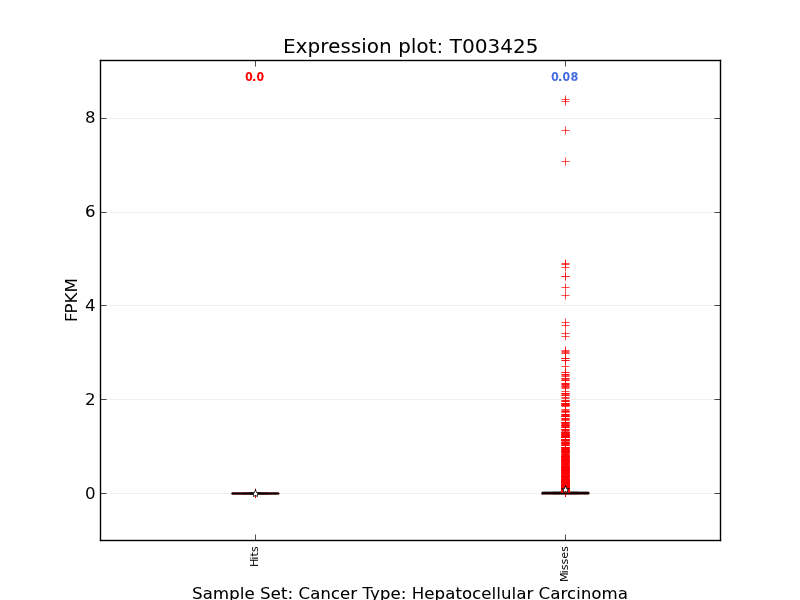 Expression plot: T003425
0.0
0.08
8
6
4
2
0
FPKM
Hits
Misses
Sample Set: Cancer Type: Hepatocellular Carcinoma